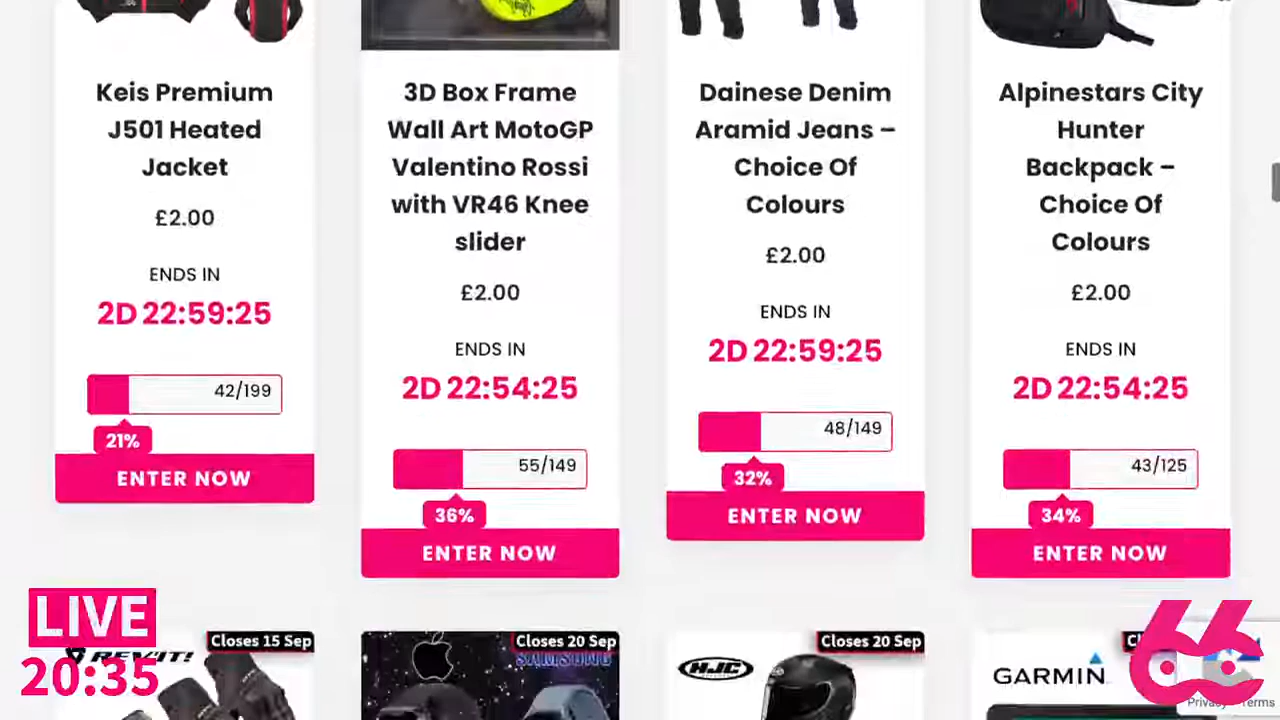 Keis Premium
J501 Heated
Jacket
£2.00
ENDS IN
2D 22:59:25
42/199
21%
ENTER NOW
3D Box Frame
Wall Art MotoGP
Valentino Rossi
with VR46 Knee
slider
£2.00
ENDS IN
2D 22:54:25
55/149
36%
ENTER NOW
Dainese Denim
Aramid Jeans –
Choice Of
Colours
£2.00
ENDS IN
2D 22:59:25
48/149
32%
ENTER NOW
Alpinestars City
Hunter
Backpack –
Choice Of
Colours
£2.00
ENDS IN
2D 22:54:25
43/125
34%
ENTER NOW
LIVE
20:35
Closes 15 Sep
REV'IT!
Closes 20 Sep
SAMSUNG
Closes 20 Sep
HJC
GARMIN
66
Privacy
Terms